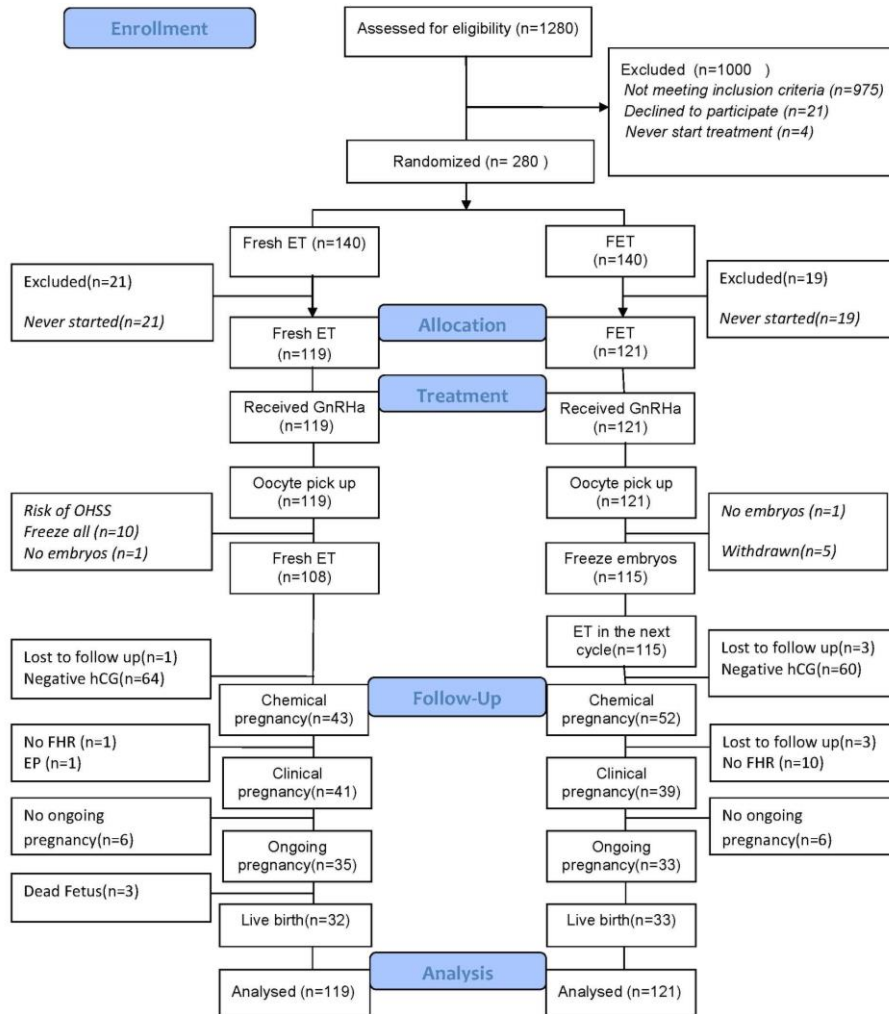 Enrollment
Assessed for eligibility (n=1280)
Excluded (n=1000 )
Not meeting inclusion criteria (n=975)
Declined to participate (n=21)
Never start treatment (n=4)
Randomized (n= 280 )
Fresh ET (n=140)
FET
(n=140)
Excluded(n=21)
Never started(n=21)
Excluded(n=19)
Never started(n=19)
Allocation
Fresh ET
(n=119)
FET
(n=121)
Treatment
Received GnRHa
(n=119)
Received GnRHa
(n=121)
Oocyte pick up
(n=119)
Oocyte pick up
(n=121)
Risk of OHSS
Freeze all (n=10)
No embryos (n=1)
No embryos (n=1)
Withdrawn(n=5)
Fresh ET
(n=108)
Freeze embryos
(n=115)
ET in the next
cycle(n=115)
Lost to follow up(n=1)
Negative hCG(n=64)
Lost to follow up(n=3)
Negative hCG(n=60)
Follow-Up
Chemical
pregnancy(n=43)
Chemical
pregnancy(n=52)
No FHR (n=1)
EP (n=1)
Lost to follow up(n=3)
No FHR(n=10)
Clinical
pregnancy(n=41)
Clinical
pregnancy(n=39)
No ongoing
pregnancy(n=6)
No ongoing
pregnancy(n=6)
Ongoing
pregnancy(n=35)
Ongoing
pregnancy(n=33)
Dead Fetus(n=3)
Live birth(n=32)
Live birth(n=33)
Analysis
Analysed (n=119)
Analysed (n=121)